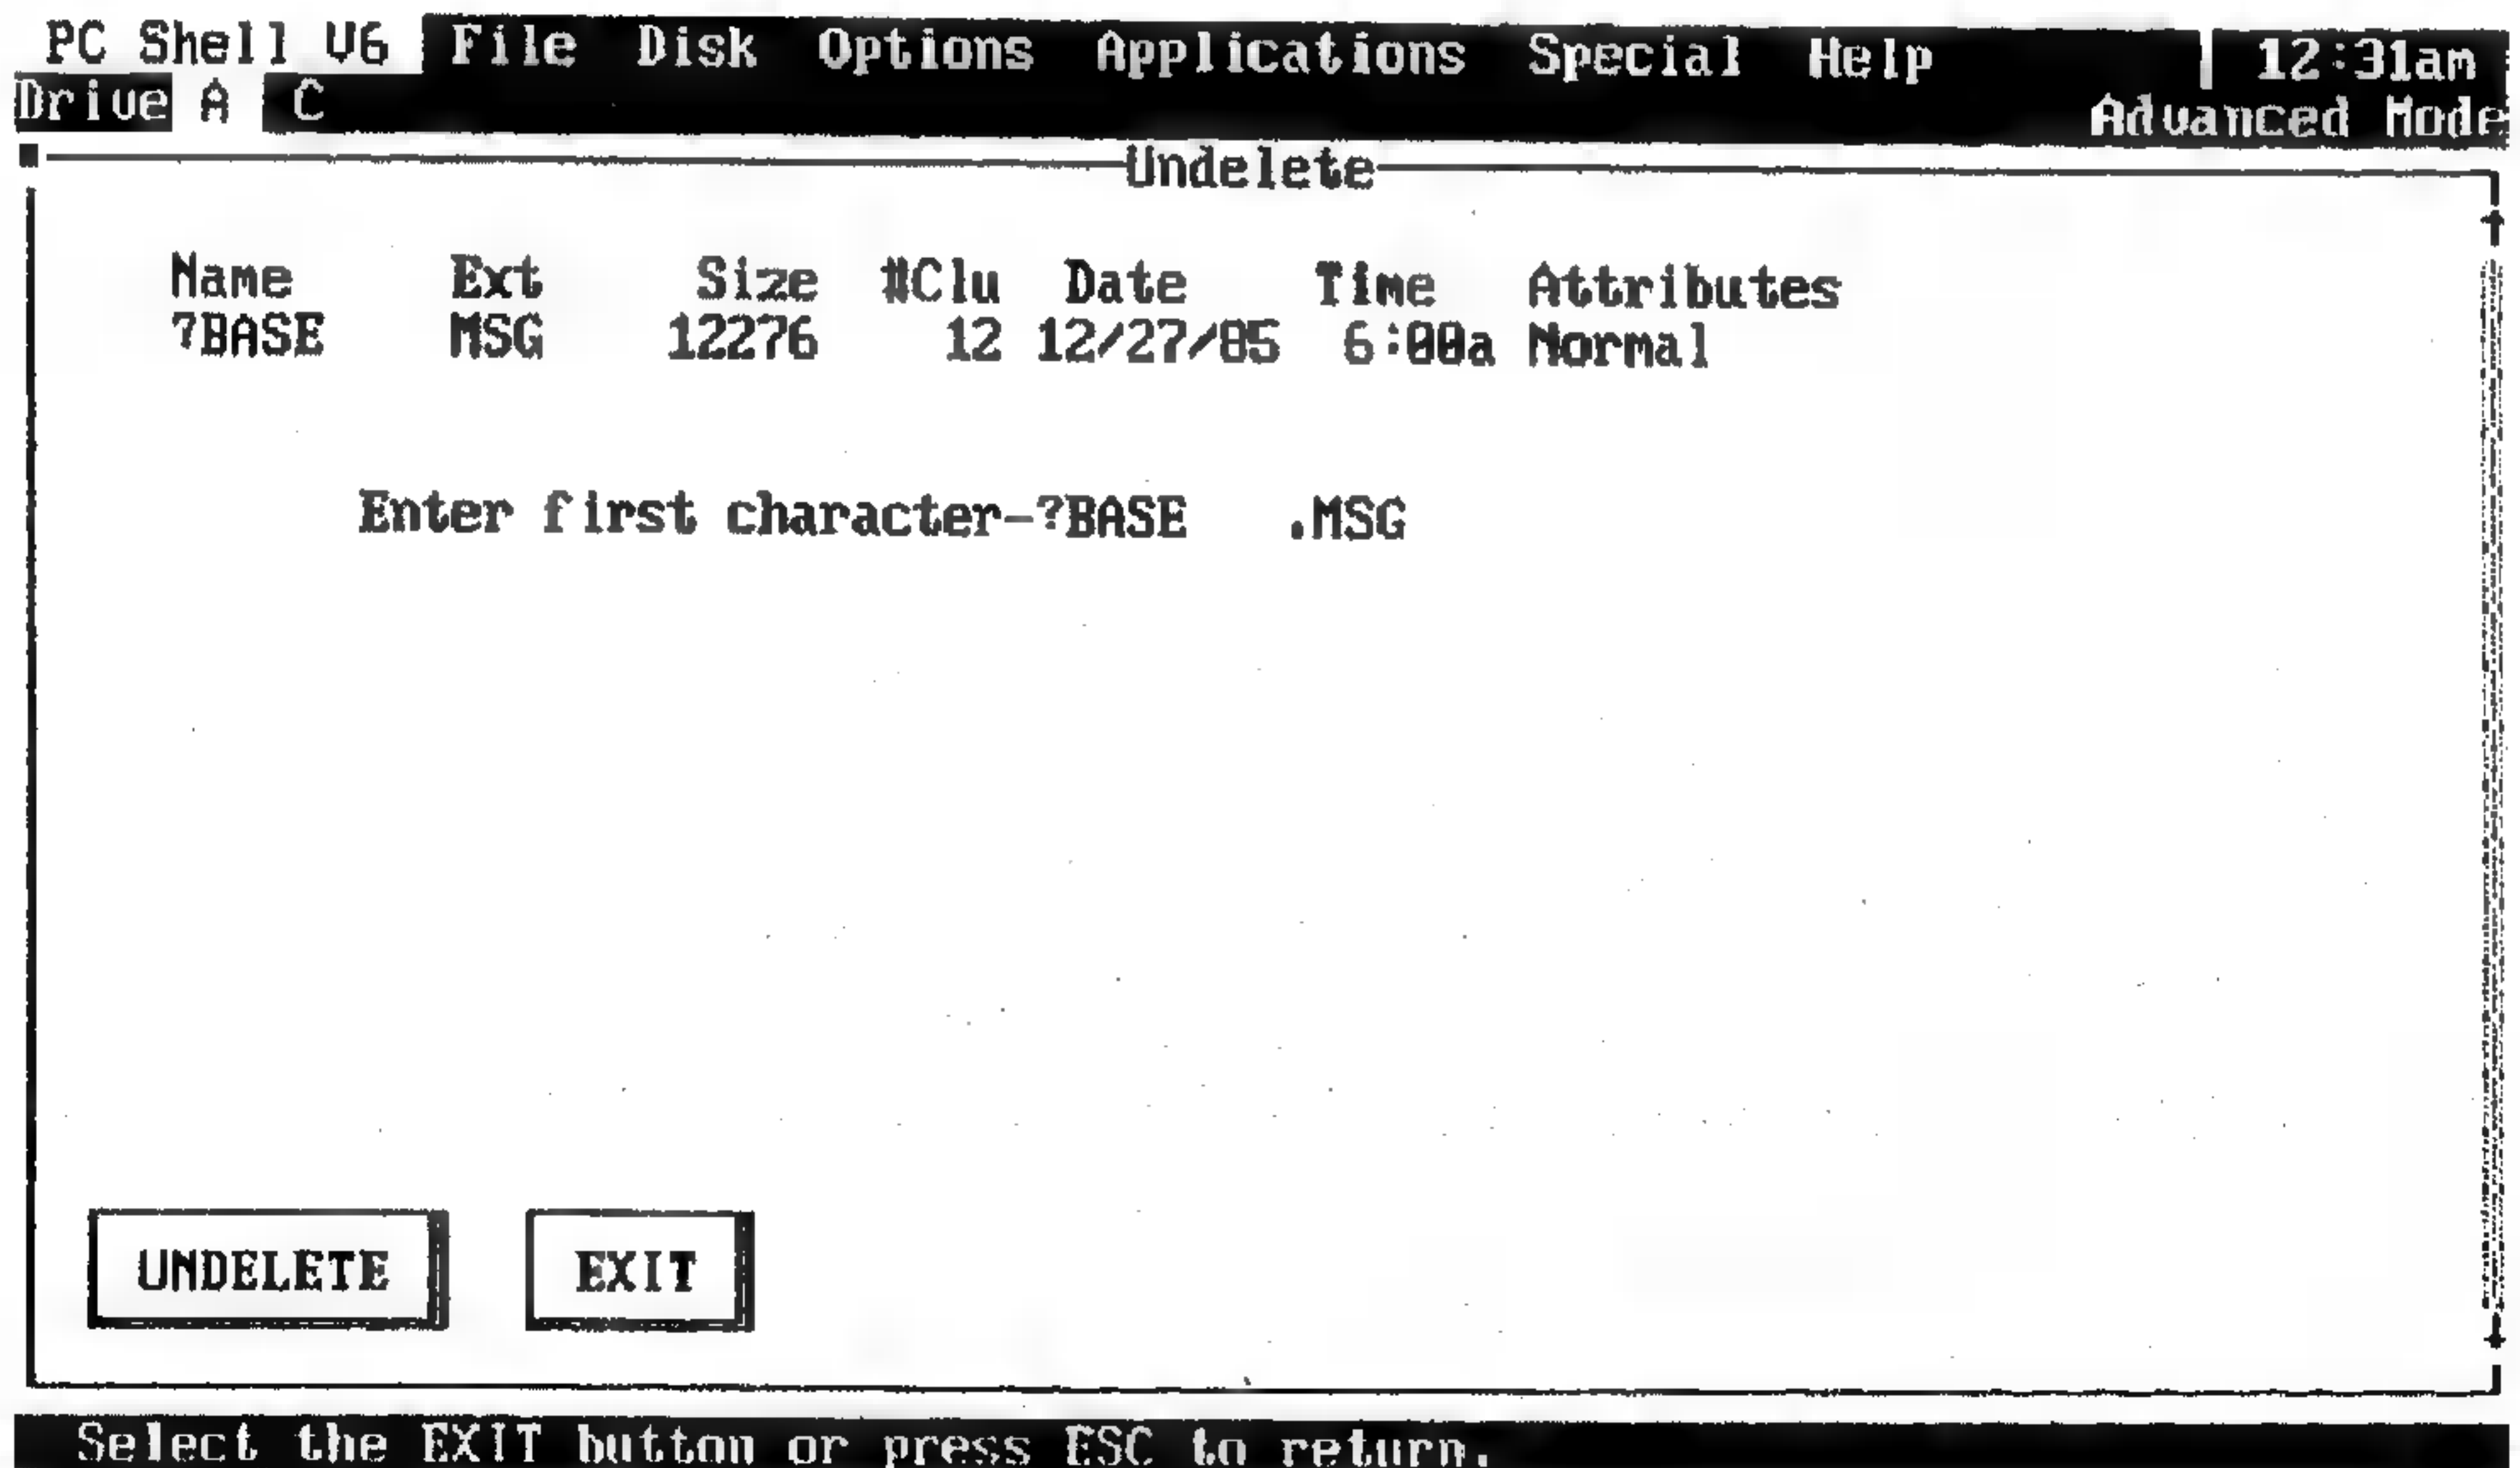 PC Shell V6 File Disk Options Applications Special Help 12:31am
Drive A C Advanced Mode
Undelete
Name Ext Size #Clu Date Time Attributes
?BASE MSG 12276 12 12/27/85 6:00a Normal
Enter first character-?BASE .MSG
UNDELETE EXIT
Select the EXIT button or press ESC to return.